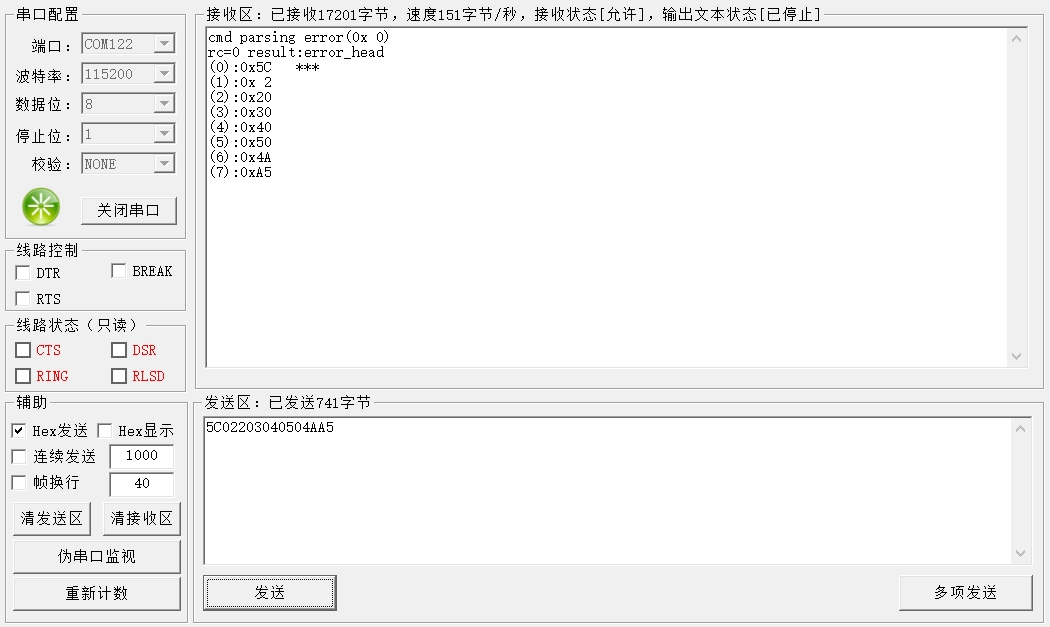 串口配置
端口：COM122
波特率：115200
数据位：8
停止位：1
校验：NONE
关闭串口
线路控制
DTR BREAK
RTS
线路状态（只读）
CTS DSR
RING RLSD
辅助
Hex发送 Hex显示
连续发送 1000
帧换行 40
清发送区 清接收区
伪串口监视
重新计数
接收区：已接收17201字节，速度151字节/秒，接收状态[允许]，输出文本状态[已停止]
cmd parsing error(0x 0)
rc=0 result:error_head
(0):0x5C   ***
(1):0x 2
(2):0x20
(3):0x30
(4):0x40
(5):0x50
(6):0x4A
(7):0xA5
发送区：已发送741字节
5C02203040504AA5
发送 多项发送